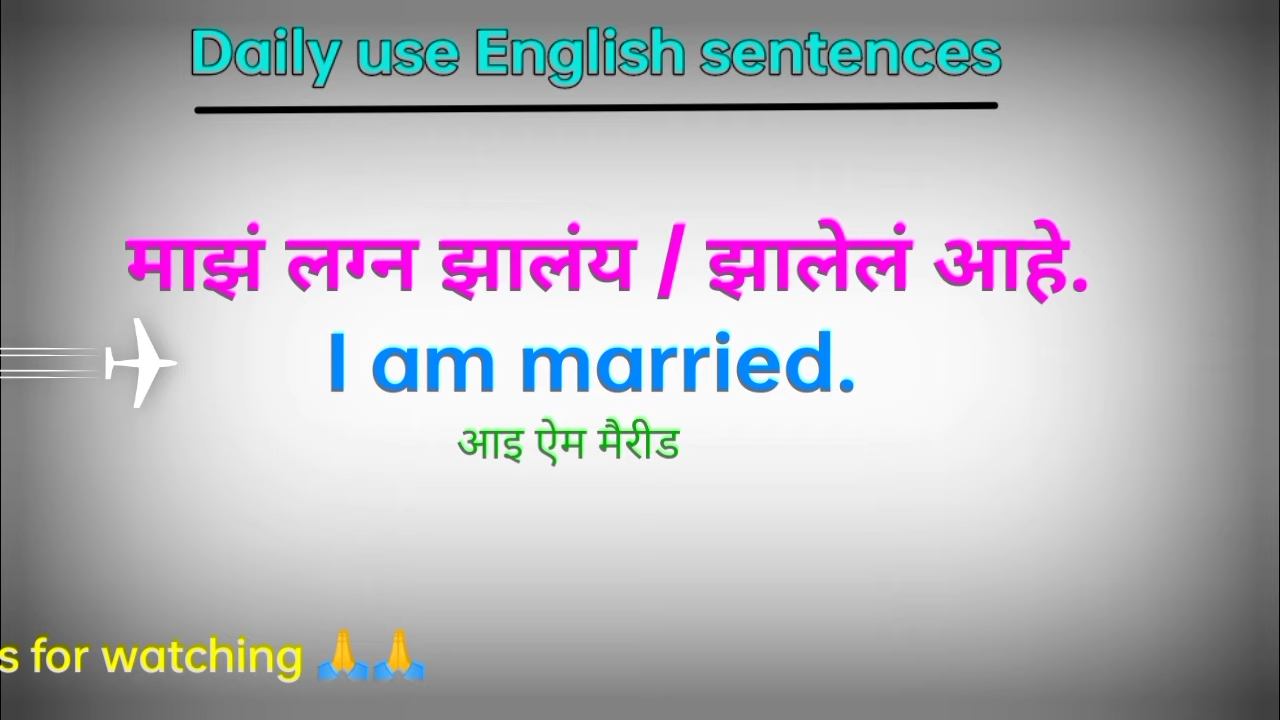 Daily use English sentences
माझं लग्न झालंय / झालेलं आहे.
I am married.
आइ ऐम मैरीड
s for watching 🙏🙏